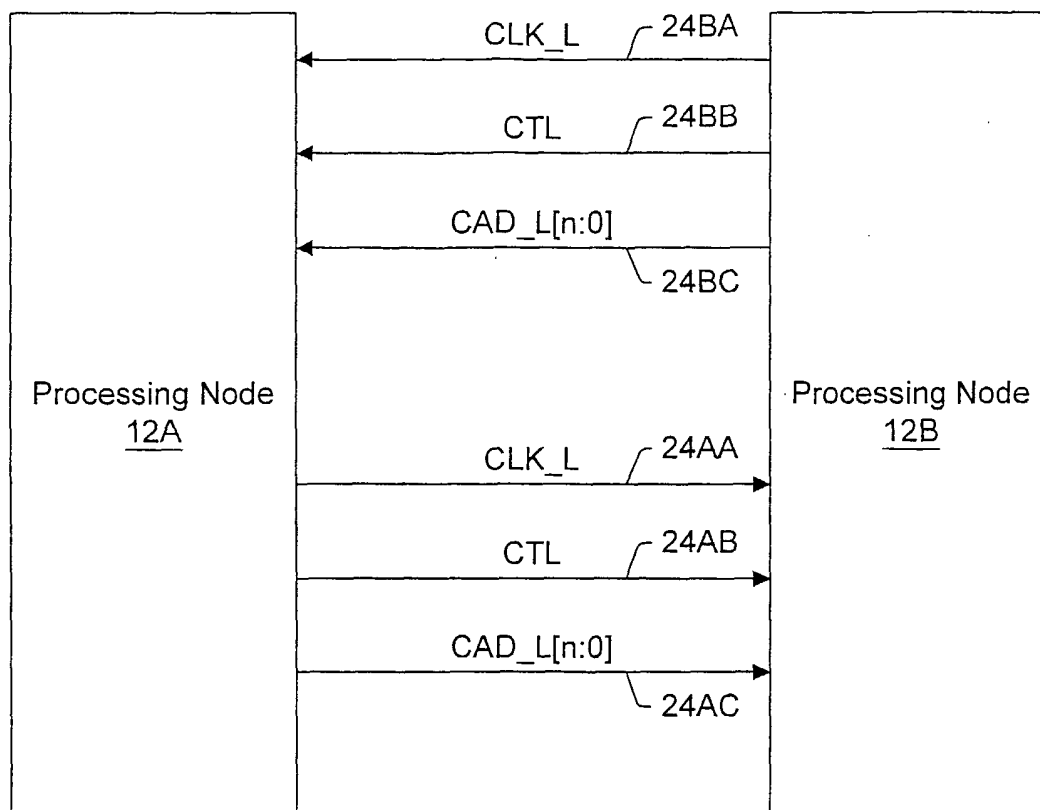 CLK_L
24BA
CTL
24BB
CAD_L[n:0]
24BC
Processing Node
12A
Processing Node
12B
CLK_L
24AA
CTL
24AB
CAD_L[n:0]
24AC